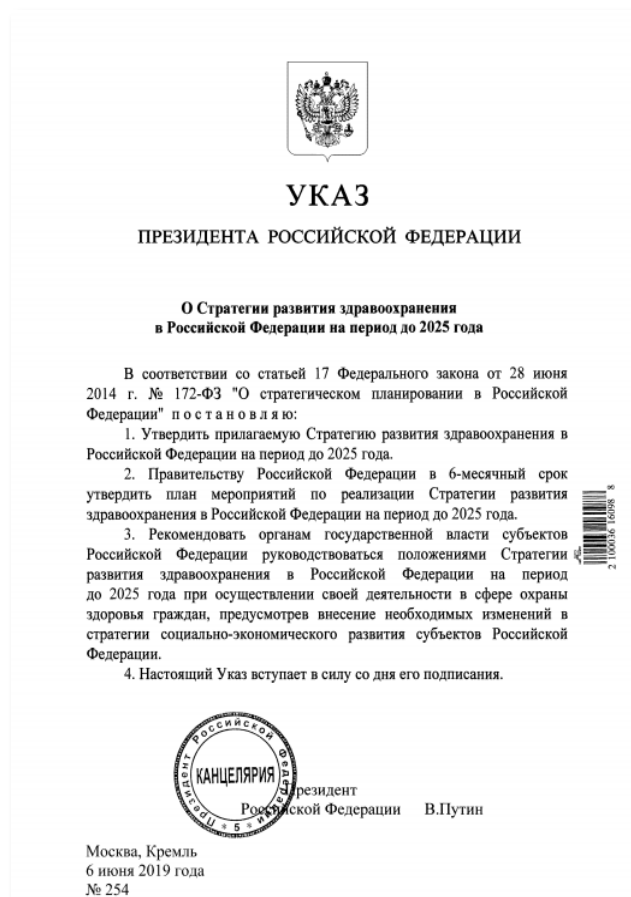 УКАЗ
ПРЕЗИДЕНТА РОССИЙСКОЙ ФЕДЕРАЦИИ
О Стратегии развития здравоохранения
в Российской Федерации на период до 2025 года
В соответствии со статьей 17 Федерального закона от 28 июня
2014 г. № 172-ФЗ "О стратегическом планировании в Российской
Федерации" п о с т а н о в л я ю:
1. Утвердить прилагаемую Стратегию развития здравоохранения в
Российской Федерации на период до 2025 года.
2. Правительству Российской Федерации в 6-месячный срок
утвердить план мероприятий по реализации Стратегии развития
здравоохранения в Российской Федерации на период до 2025 года.
3. Рекомендовать органам государственной власти субъектов
Российской Федерации руководствоваться положениями Стратегии
развития здравоохранения в Российской Федерации на период
до 2025 года при осуществлении своей деятельности в сфере охраны
здоровья граждан, предусмотрев внесение необходимых изменений в
стратегии социально-экономического развития субъектов Российской
Федерации.
4. Настоящий Указ вступает в силу со дня его подписания.
2 100036 16098 8
Президент Российской Федерации
КАНЦЕЛЯРИЯ
* 5 *
Президент
Российской Федерации В.Путин
Москва, Кремль
6 июня 2019 года
№ 254